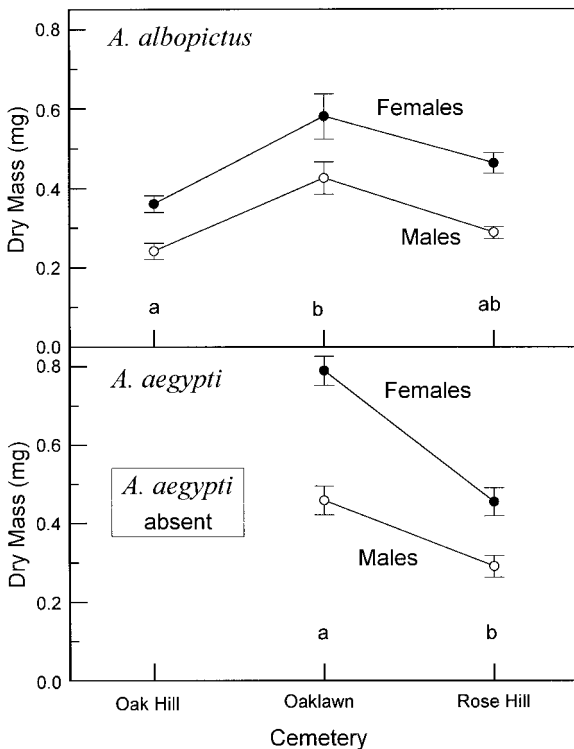 0.8
A. albopictus
Females
0.6
Dry Mass (mg)
0.4
Males
0.2
a b ab
0.0
0.8
A. aegypti
Females
0.6
Dry Mass (mg)
A. aegypti
absent
0.4
Males
0.2
a b
0.0
Oak Hill Oaklawn Rose Hill
Cemetery